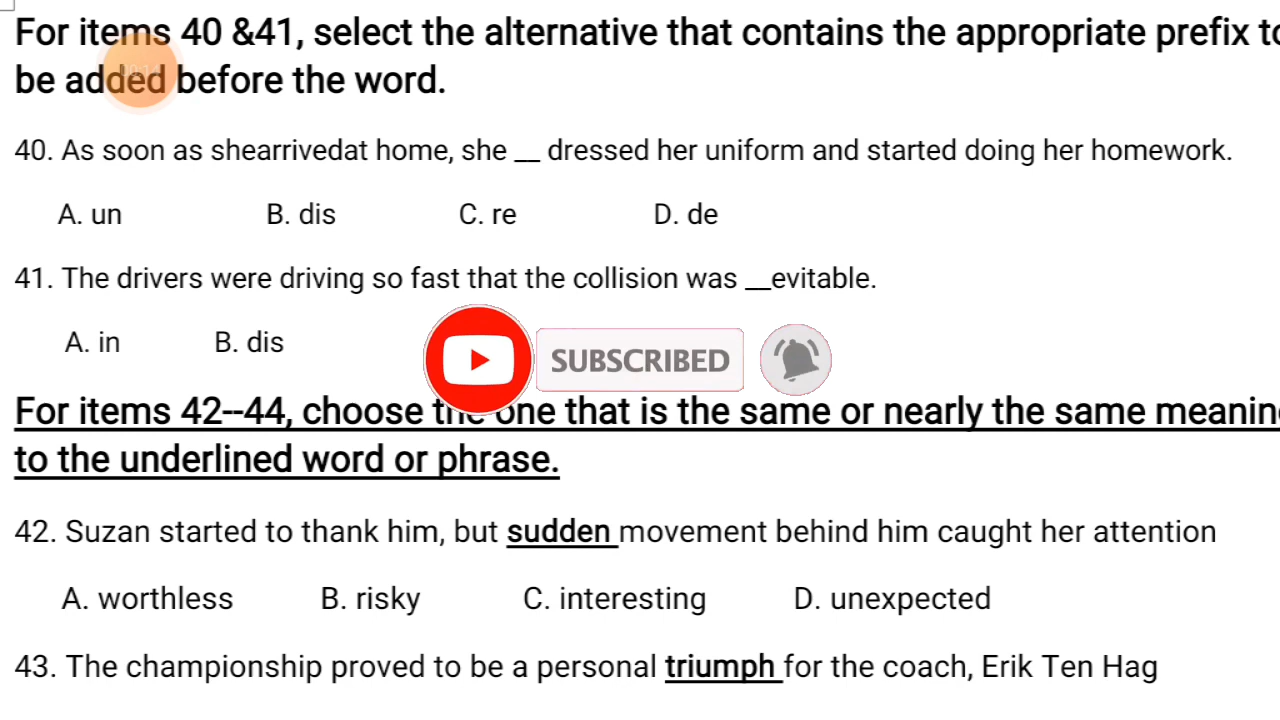 For items 40 &41, select the alternative that contains the appropriate prefix
be added before the word.
40. As soon as shearrivedat home, she __ dressed her uniform and started doing her homework.
A. un B. dis C. re D. de
41. The drivers were driving so fast that the collision was __evitable.
A. in B. dis
SUBSCRIBED
For items 42--44, choose the one that is the same or nearly the same
to the underlined word or phrase.
42. Suzan started to thank him, but sudden movement behind him caught her attention
A. worthless B. risky C. interesting D. unexpected
43. The championship proved to be a personal triumph for the coach, Erik Ten Hag